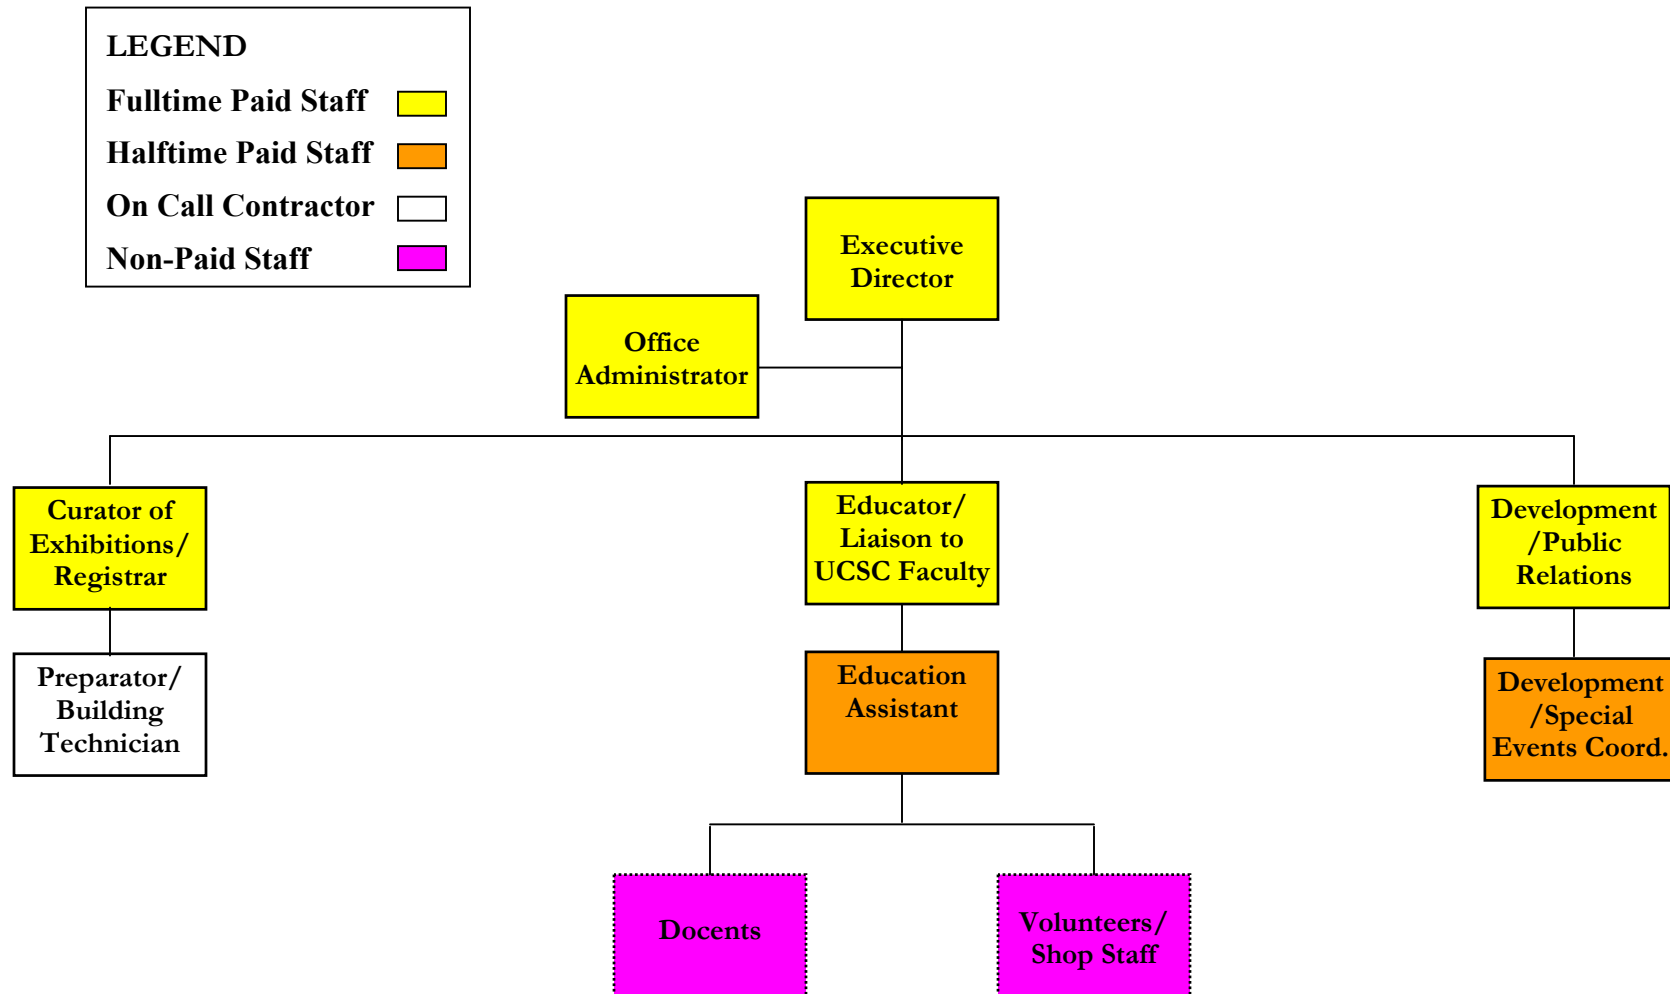 LEGEND
Fulltime Paid Staff
Halftime Paid Staff
On Call Contractor
Non-Paid Staff
Executive
Director
Office
Administrator
Curator of
Exhibitions/
Registrar
Educator/
Liaison to
UCSC Faculty
Development
/Public
Relations
Preparator/
Building
Technician
Education
Assistant
Development
/Special
Events Coord.
Docents
Volunteers/
Shop Staff